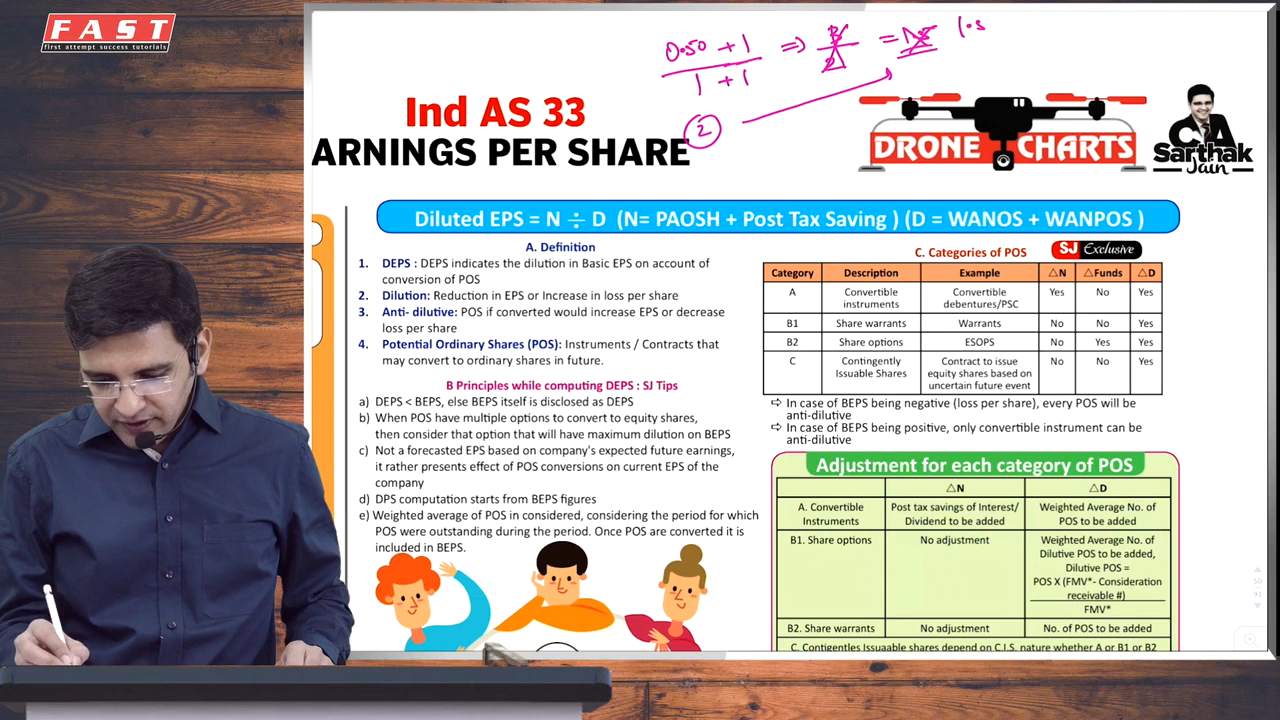 FAST
first attempt success tutorials
0.50 + 1
1 + 1
=>
=
1.5
2
Ind AS 33
ARNINGS PER SHARE
DRONE CHARTS
CA
Sarthak
Jain
Diluted EPS = N ÷ D (N= PAOSH + Post Tax Saving ) (D = WANOS + WANPOS )
A. Definition
1. DEPS : DEPS indicates the dilution in Basic EPS on account of
conversion of POS
2. Dilution: Reduction in EPS or Increase in loss per share
3. Anti- dilutive: POS if converted would increase EPS or decrease
loss per share
4. Potential Ordinary Shares (POS): Instruments / Contracts that
may convert to ordinary shares in future.
B Principles while computing DEPS : SJ Tips
a) DEPS < BEPS, else BEPS itself is disclosed as DEPS
b) When POS have multiple options to convert to equity shares,
then consider that option that will have maximum dilution on BEPS
c) Not a forecasted EPS based on company's expected future earnings,
it rather presents effect of POS conversions on current EPS of the
company
d) DPS computation starts from BEPS figures
e) Weighted average of POS in considered, considering the period for which
POS were outstanding during the period. Once POS are converted it is
included in BEPS.
C. Categories of POS
SJ Exclusive
Category Description Example △N △Funds △D
A Convertible instruments Convertible debentures/PSC Yes No Yes
B1 Share warrants Warrants No No Yes
B2 Share options ESOPS No Yes Yes
C Contingently Issuable Shares Contract to issue equity shares based on uncertain future event No No Yes
⇨ In case of BEPS being negative (loss per share), every POS will be
anti-dilutive
⇨ In case of BEPS being positive, only convertible instrument can be
anti-dilutive
Adjustment for each category of POS
△N △D
A. Convertible Instruments Post tax savings of Interest/ Dividend to be added Weighted Average No. of POS to be added
B1. Share options No adjustment Weighted Average No. of Dilutive POS to be added, Dilutive POS = POS X (FMV*- Consideration receivable #) FMV*
B2. Share warrants No adjustment No. of POS to be added
C. Contigentles Issuaable shares depend on C.I.S. nature whether A or B1 or B2